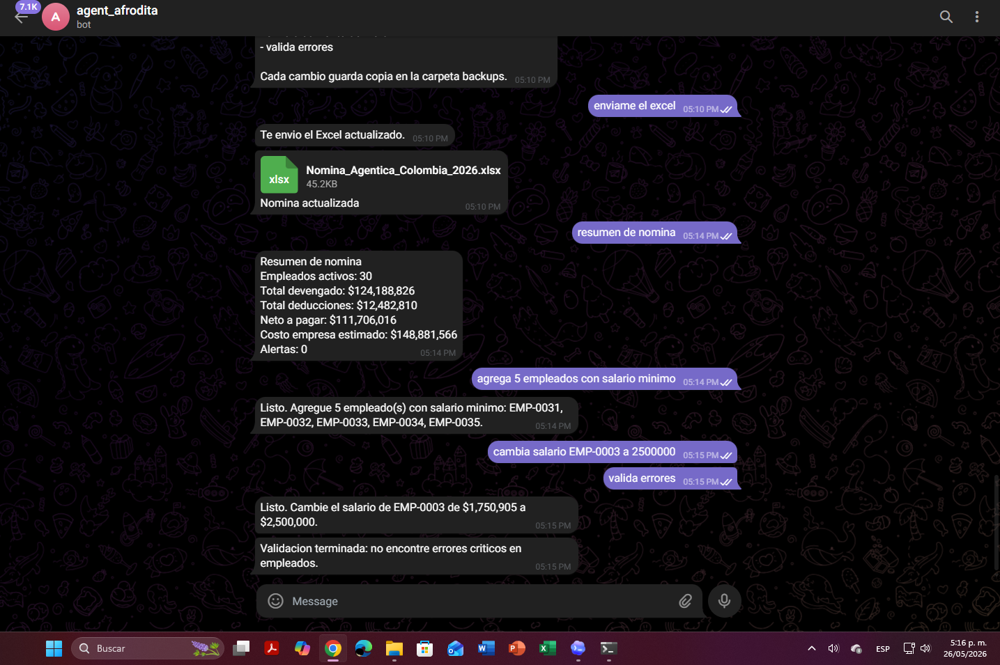 7.1K
A
agent_afrodita
bot
- valida errores
Cada cambio guarda copia en la carpeta backups. 05:10 PM
enviame el excel 05:10 PM
Te envio el Excel actualizado. 05:10 PM
xlsx
Nomina_Agentica_Colombia_2026.xlsx
45.2KB
Nomina actualizada 05:10 PM
resumen de nomina 05:14 PM
Resumen de nomina
Empleados activos: 30
Total devengado: $124,188,826
Total deducciones: $12,482,810
Neto a pagar: $111,706,016
Costo empresa estimado: $148,881,566
Alertas: 0 05:14 PM
agrega 5 empleados con salario minimo 05:14 PM
Listo. Agregue 5 empleado(s) con salario minimo: EMP-0031,
EMP-0032, EMP-0033, EMP-0034, EMP-0035. 05:14 PM
cambia salario EMP-0003 a 2500000 05:15 PM
valida errores 05:15 PM
Listo. Cambie el salario de EMP-0003 de $1,750,905 a
$2,500,000. 05:15 PM
Validacion terminada: no encontre errores criticos en
empleados. 05:15 PM
Message
Buscar
ESP
5:16 p. m.
26/05/2026